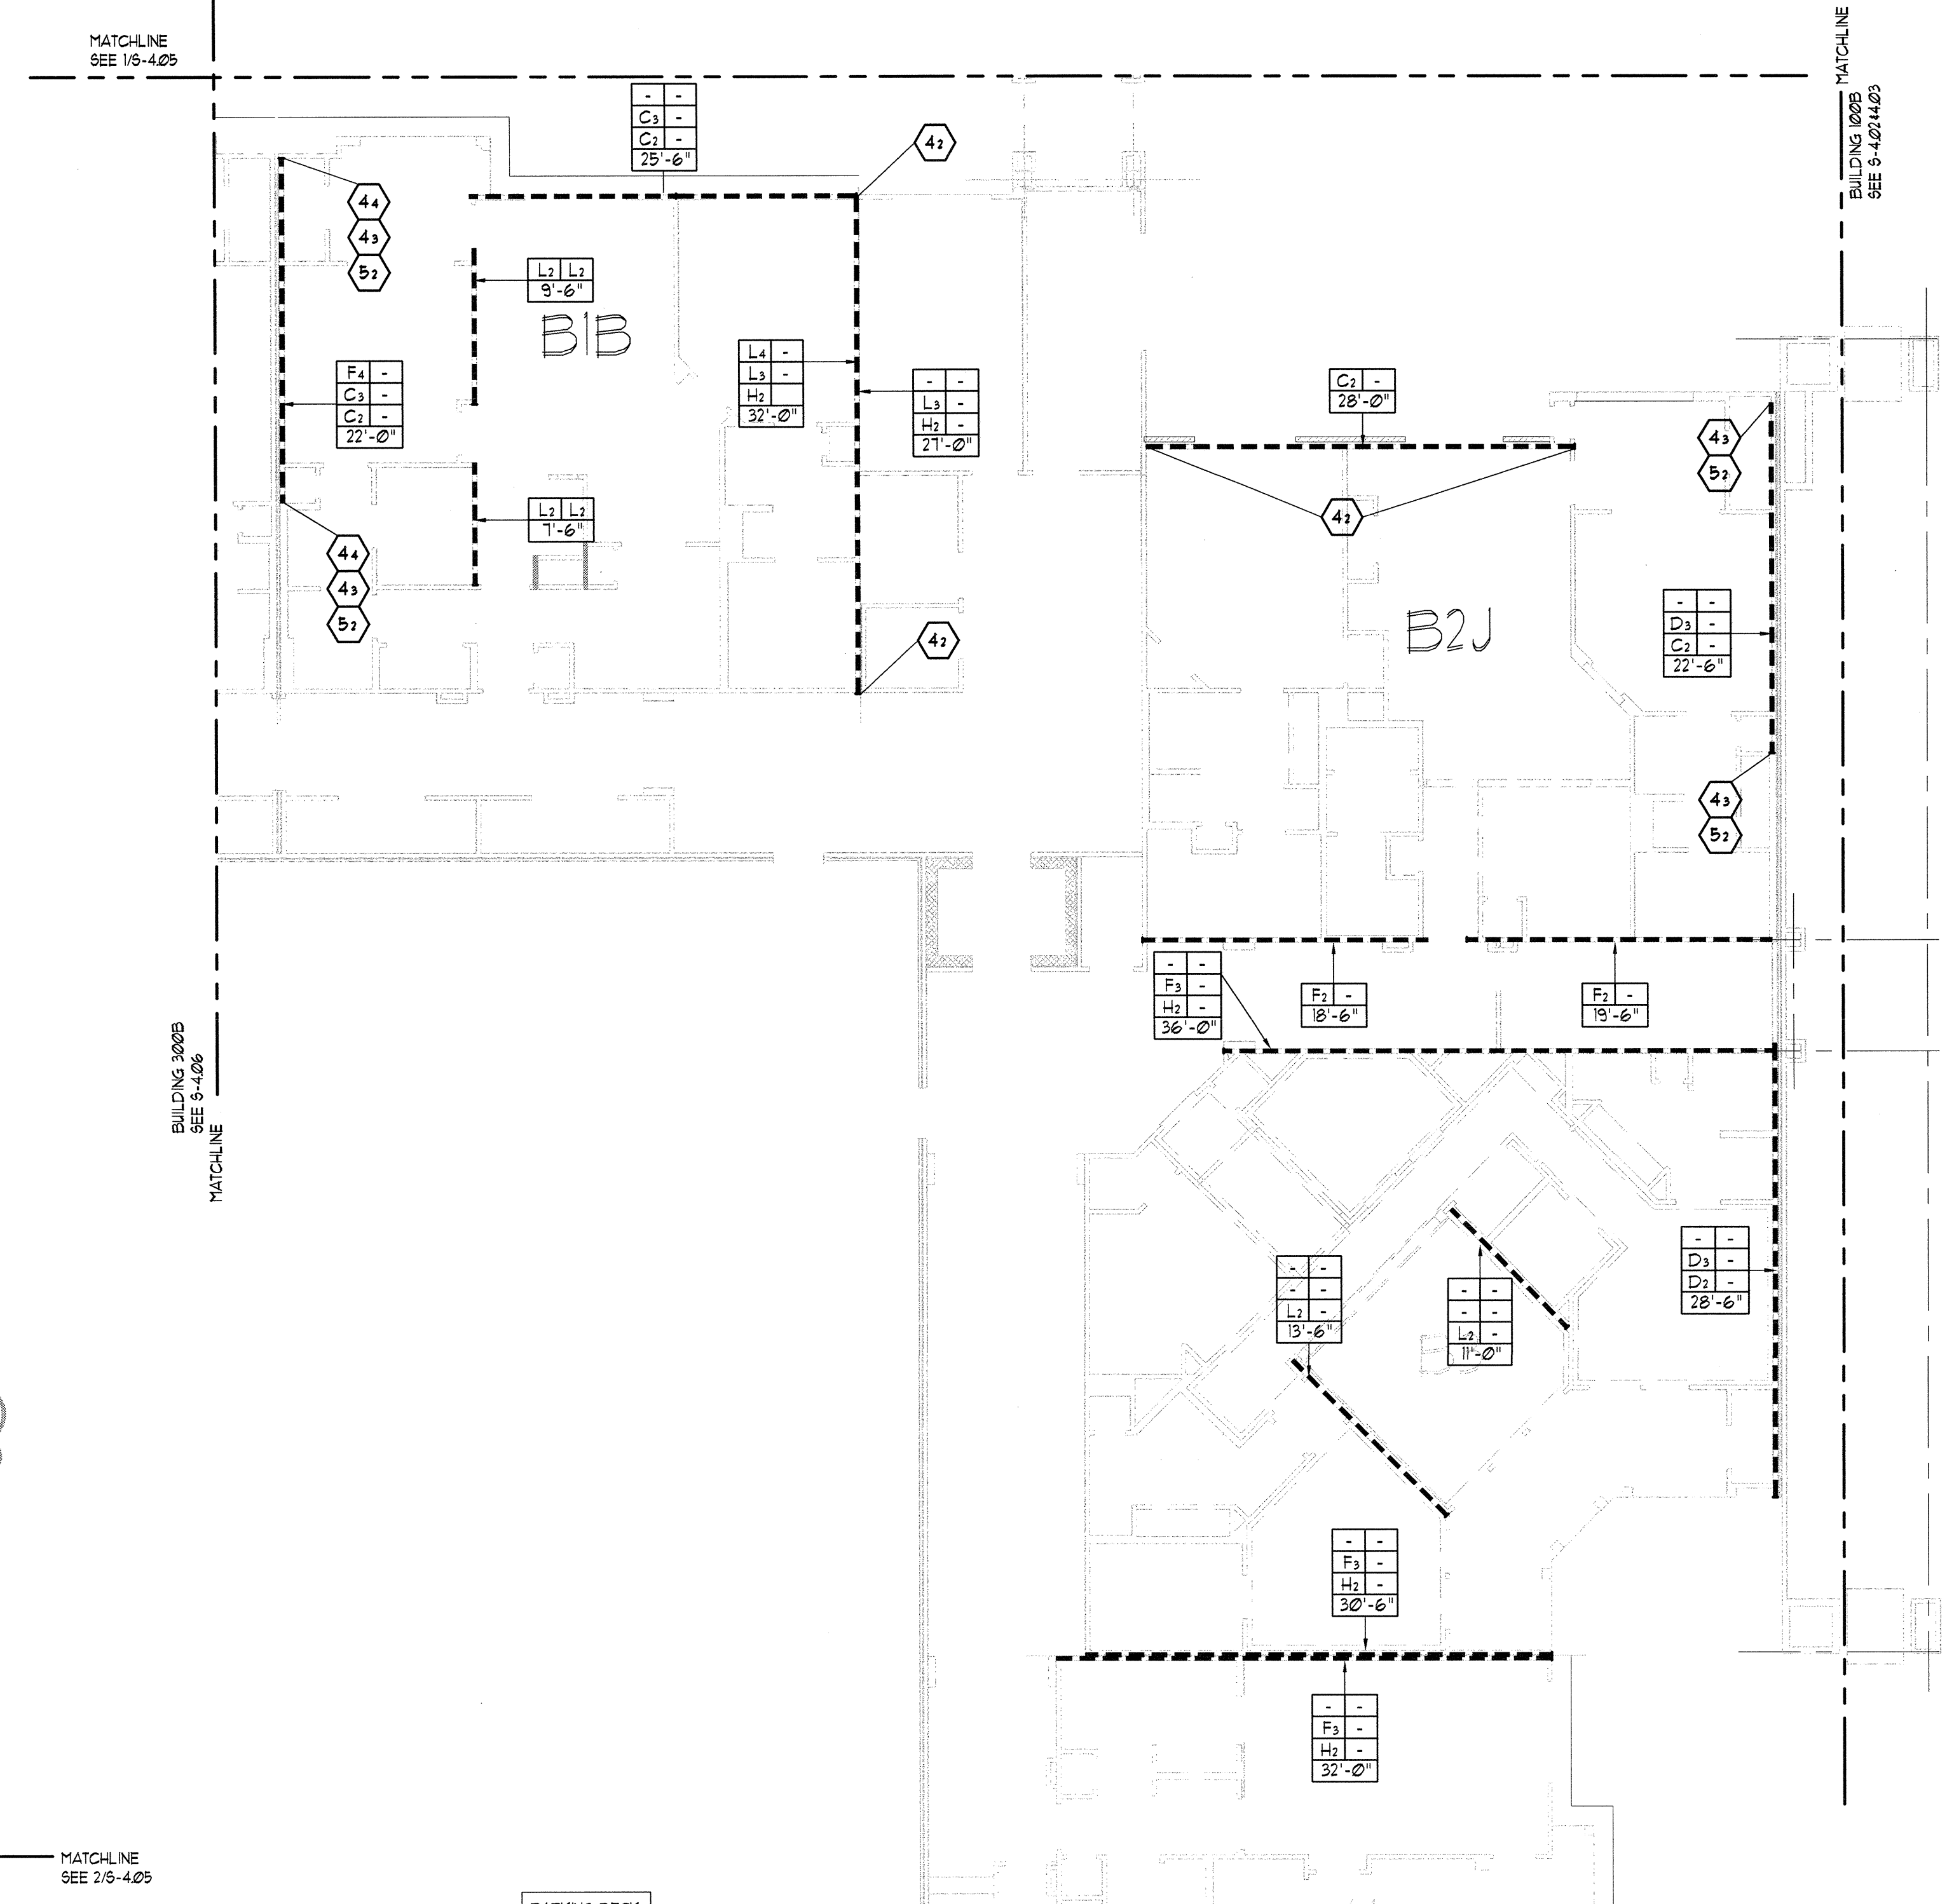 MATCHLINE
SEE 1/S-4.05
MATCHLINE
BUILDING 100B
SEE S-4.02&4.03
- -
C3 -
C2 -
25'-6"
42
44
43
52
L2 L2
9'-6"
B1B
F4 -
C3 -
C2 -
22'-0"
L4 -
L3 -
H2
32'-0"
- -
L3 -
H2 -
27'-0"
C2 -
28'-0"
43
52
42
L2 L2
7'-6"
44
43
52
42
B2J
- -
D3 -
C2 -
22'-6"
43
52
- -
F3 -
H2 -
36'-0"
F2 -
18'-6"
F2 -
19'-6"
BUILDING 300B
SEE S-4.06
MATCHLINE
- -
- -
L2 -
13'-6"
- -
- -
L2 -
11'-0"
- -
D3 -
D2 -
28'-6"
- -
F3 -
H2 -
30'-6"
- -
F3 -
H2 -
32'-0"
MATCHLINE
SEE 2/S-4.05